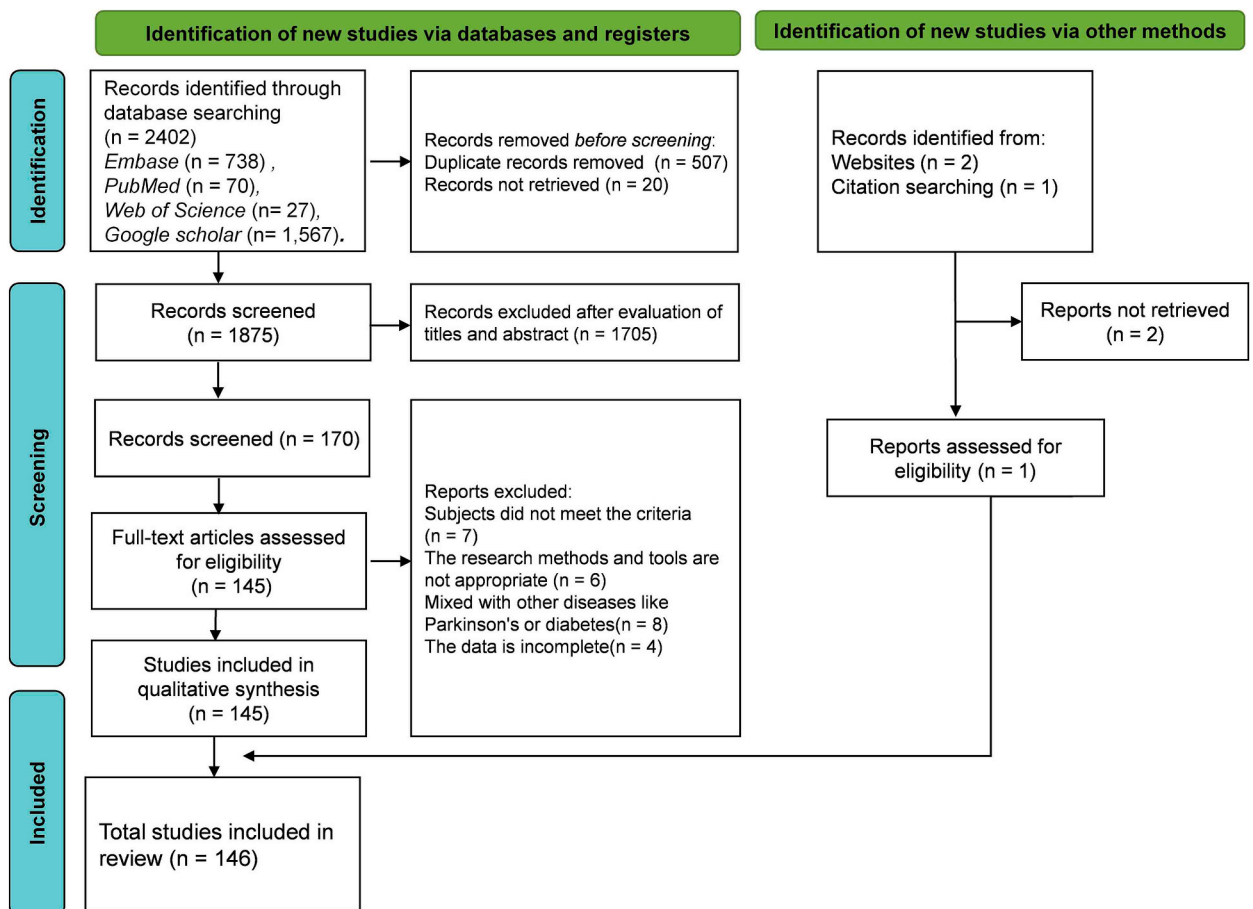 Identification of new studies via databases and registers
Identification of new studies via other methods
Identification
Records identified through
database searching
(n = 2402)
Embase (n = 738) ,
PubMed (n = 70),
Web of Science (n= 27),
Google scholar (n= 1,567).
Records removed before screening:
Duplicate records removed (n = 507)
Records not retrieved (n = 20)
Records identified from:
Websites (n = 2)
Citation searching (n = 1)
Screening
Records screened
(n = 1875)
Records excluded after evaluation of
titles and abstract (n = 1705)
Reports not retrieved
(n = 2)
Records screened (n = 170)
Reports assessed for
eligibility (n = 1)
Full-text articles assessed
for eligibility
(n = 145)
Reports excluded:
Subjects did not meet the criteria
(n = 7)
The research methods and tools are
not appropriate (n = 6)
Mixed with other diseases like
Parkinson's or diabetes(n = 8)
The data is incomplete(n = 4)
Studies included in
qualitative synthesis
(n = 145)
Included
Total studies included in
review (n = 146)